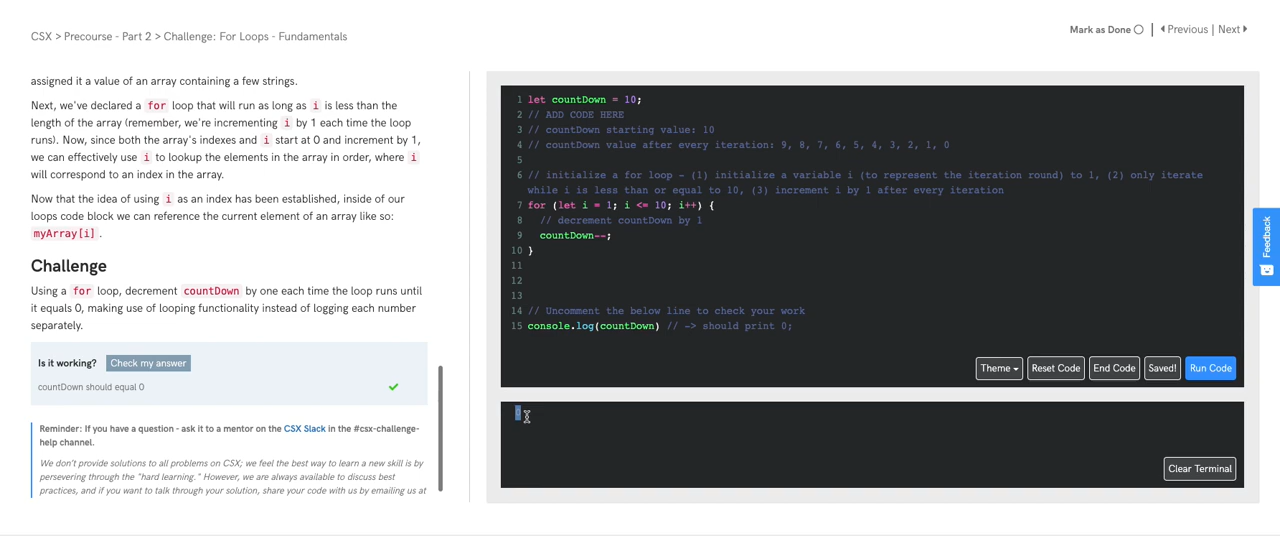 CSX > Precourse - Part 2 > Challenge: For Loops - Fundamentals
Mark as Done
Previous | Next
assigned it a value of an array containing a few strings.
Next, we've declared a for loop that will run as long as i is less than the
length of the array (remember, we're incrementing i by 1 each time the loop
runs). Now, since both the array's indexes and i start at 0 and increment by 1,
we can effectively use i to lookup the elements in the array in order, where i
will correspond to an index in the array.
Now that the idea of using i as an index has been established, inside of our
loops code block we can reference the current element of an array like so:
myArray[i] .
Challenge
Using a for loop, decrement countDown by one each time the loop runs until
it equals 0, making use of looping functionality instead of logging each number
separately.
Is it working? Check my answer
countDown should equal 0
Reminder: If you have a question - ask it to a mentor on the CSX Slack in the #csx-challenge-
help channel.
We don't provide solutions to all problems on CSX; we feel the best way to learn a new skill is by
persevering through the "hard learning." However, we are always available to discuss best
practices, and if you want to talk through your solution, share your code with us by emailing us at
1 let countDown = 10;
2 // ADD CODE HERE
3 // countDown starting value: 10
4 // countDown value after every iteration: 9, 8, 7, 6, 5, 4, 3, 2, 1, 0
5
6 // initialize a for loop - (1) initialize a variable i (to represent the iteration round) to 1, (2) only iterate
while i is less than or equal to 10, (3) increment i by 1 after every iteration
7 for (let i = 1; i <= 10; i++) {
8 // decrement countDown by 1
9 countDown--;
10 }
11
12
13
14 // Uncomment the below line to check your work
15 console.log(countDown) // -> should print 0;
Theme Reset Code End Code Saved! Run Code
Clear Terminal
Feedback